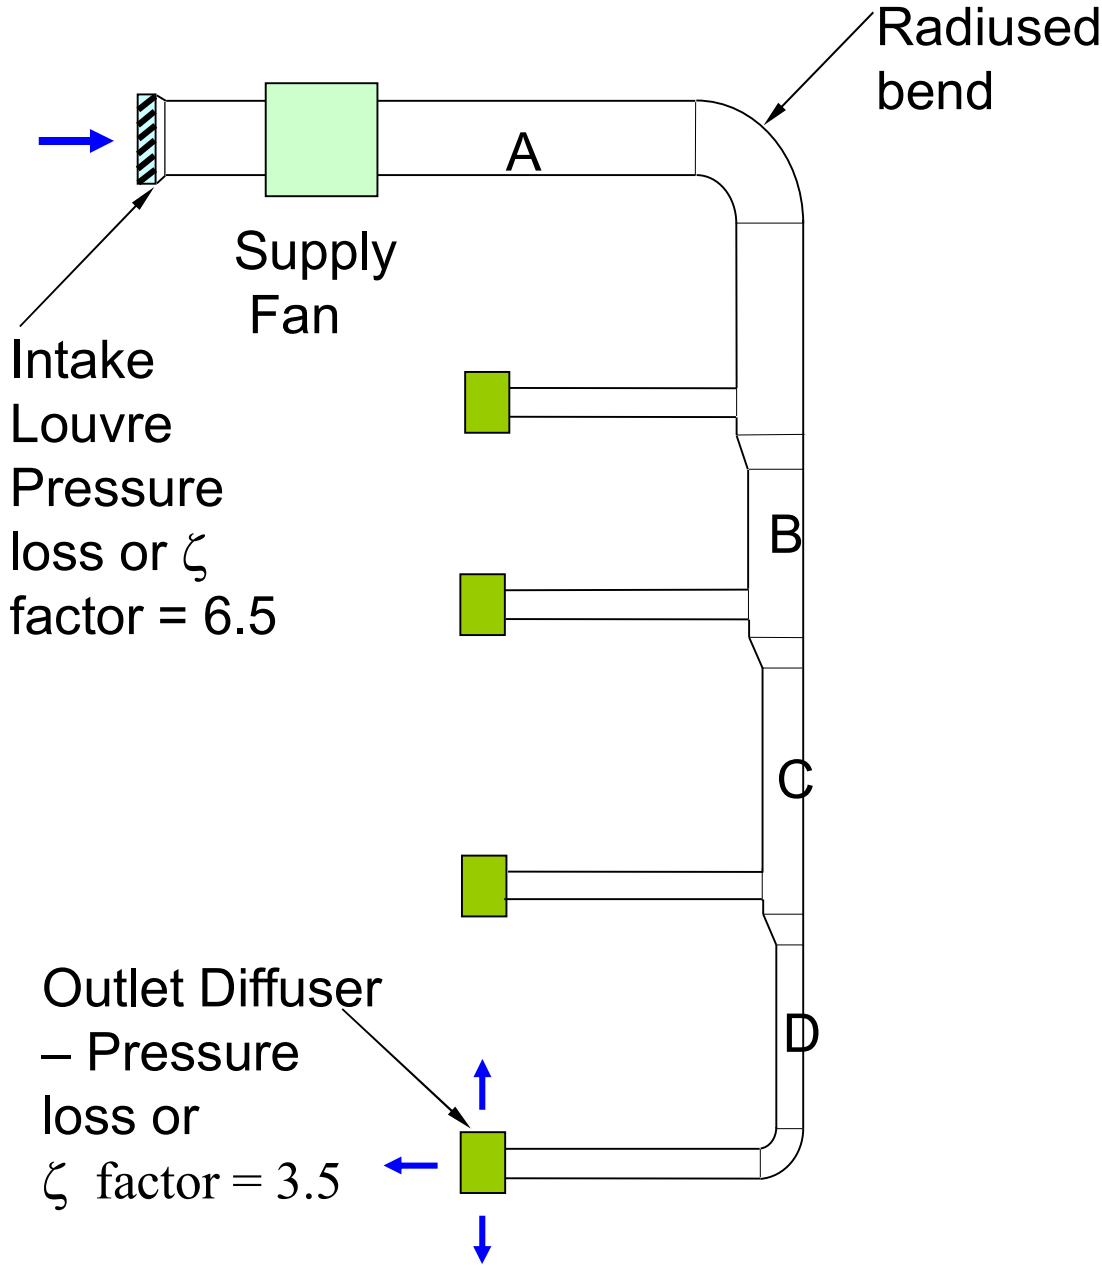 Radiused
bend
A
Supply
Fan
Intake
Louvre
Pressure
loss or ζ
factor = 6.5
B
C
Outlet Diffuser
– Pressure
loss or
ζ factor = 3.5
D